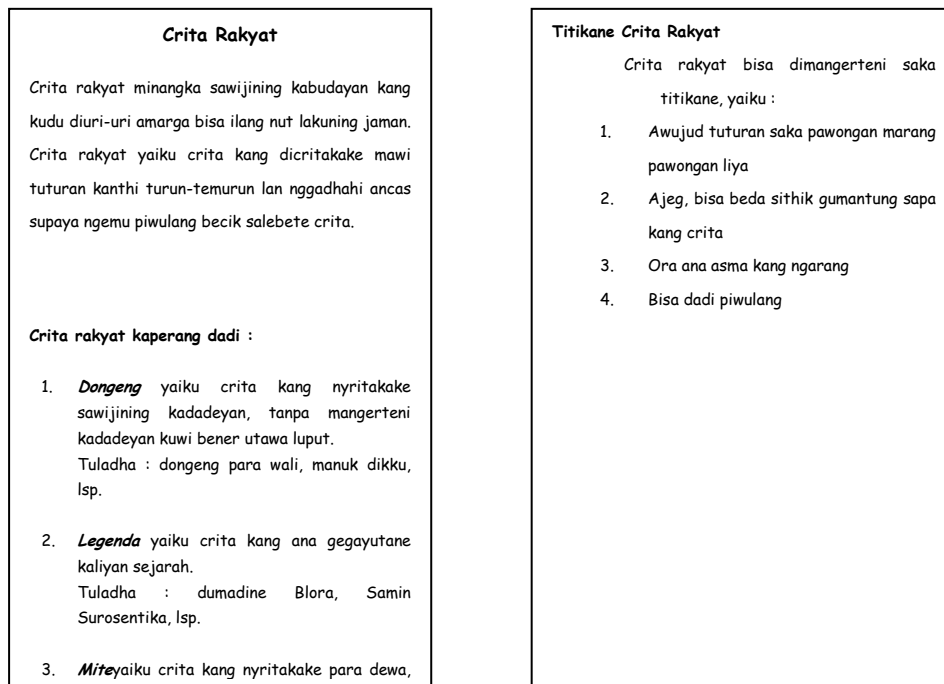 Crita Rakyat
Crita rakyat minangka sawijining kabudayan kang
kudu diuri-uri amarga bisa ilang nut lakuning jaman.
Crita rakyat yaiku crita kang dicritakake mawi
tuturan kanthi turun-temurun lan nggadhahi ancas
supaya ngemu piwulang becik salebete crita.
Crita rakyat kaperang dadi :
1. Dongeng yaiku crita kang nyritakake
sawijining kadadeyan, tanpa mangerteni
kadadeyan kuwi bener utawa luput.
Tuladha : dongeng para wali, manuk dikku,
lsp.
2. Legenda yaiku crita kang ana gegayutane
kaliyan sejarah.
Tuladha : dumadine Blora, Samin
Surosentika, lsp.
3. Miteyaiku crita kang nyritakake para dewa,
Titikane Crita Rakyat
Crita rakyat bisa dimangerteni saka
titikane, yaiku :
1. Awujud tuturan saka pawongan marang
pawongan liya
2. Ajeg, bisa beda sithik gumantung sapa
kang crita
3. Ora ana asma kang ngarang
4. Bisa dadi piwulang